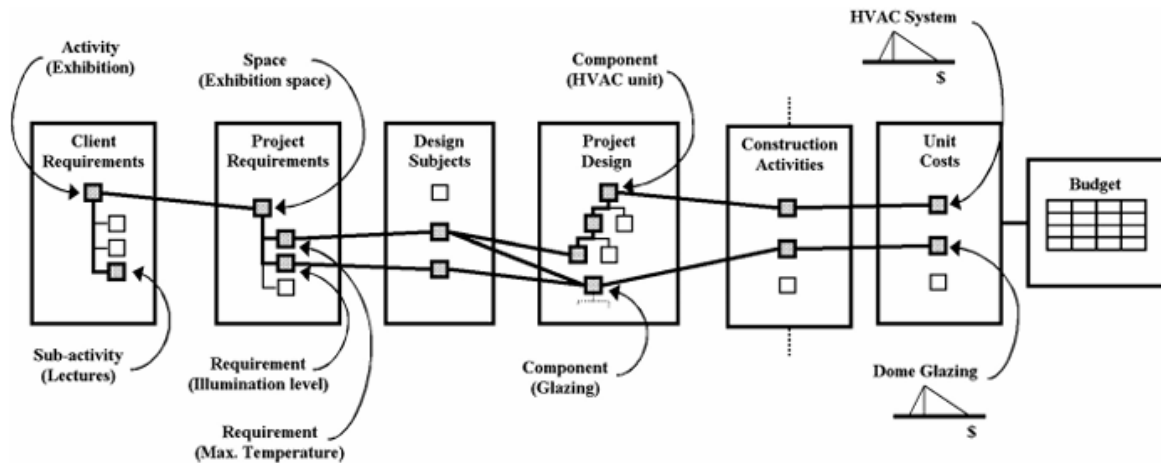 Activity
(Exhibition)
Space
(Exhibition space)
Component
(HVAC unit)
HVAC System
$
Client
Requirements
Project
Requirements
Design
Subjects
Project
Design
Construction
Activities
Unit
Costs
Budget
Sub-activity
(Lectures)
Requirement
(Illumination level)
Requirement
(Max. Temperature)
Component
(Glazing)
Dome Glazing
$